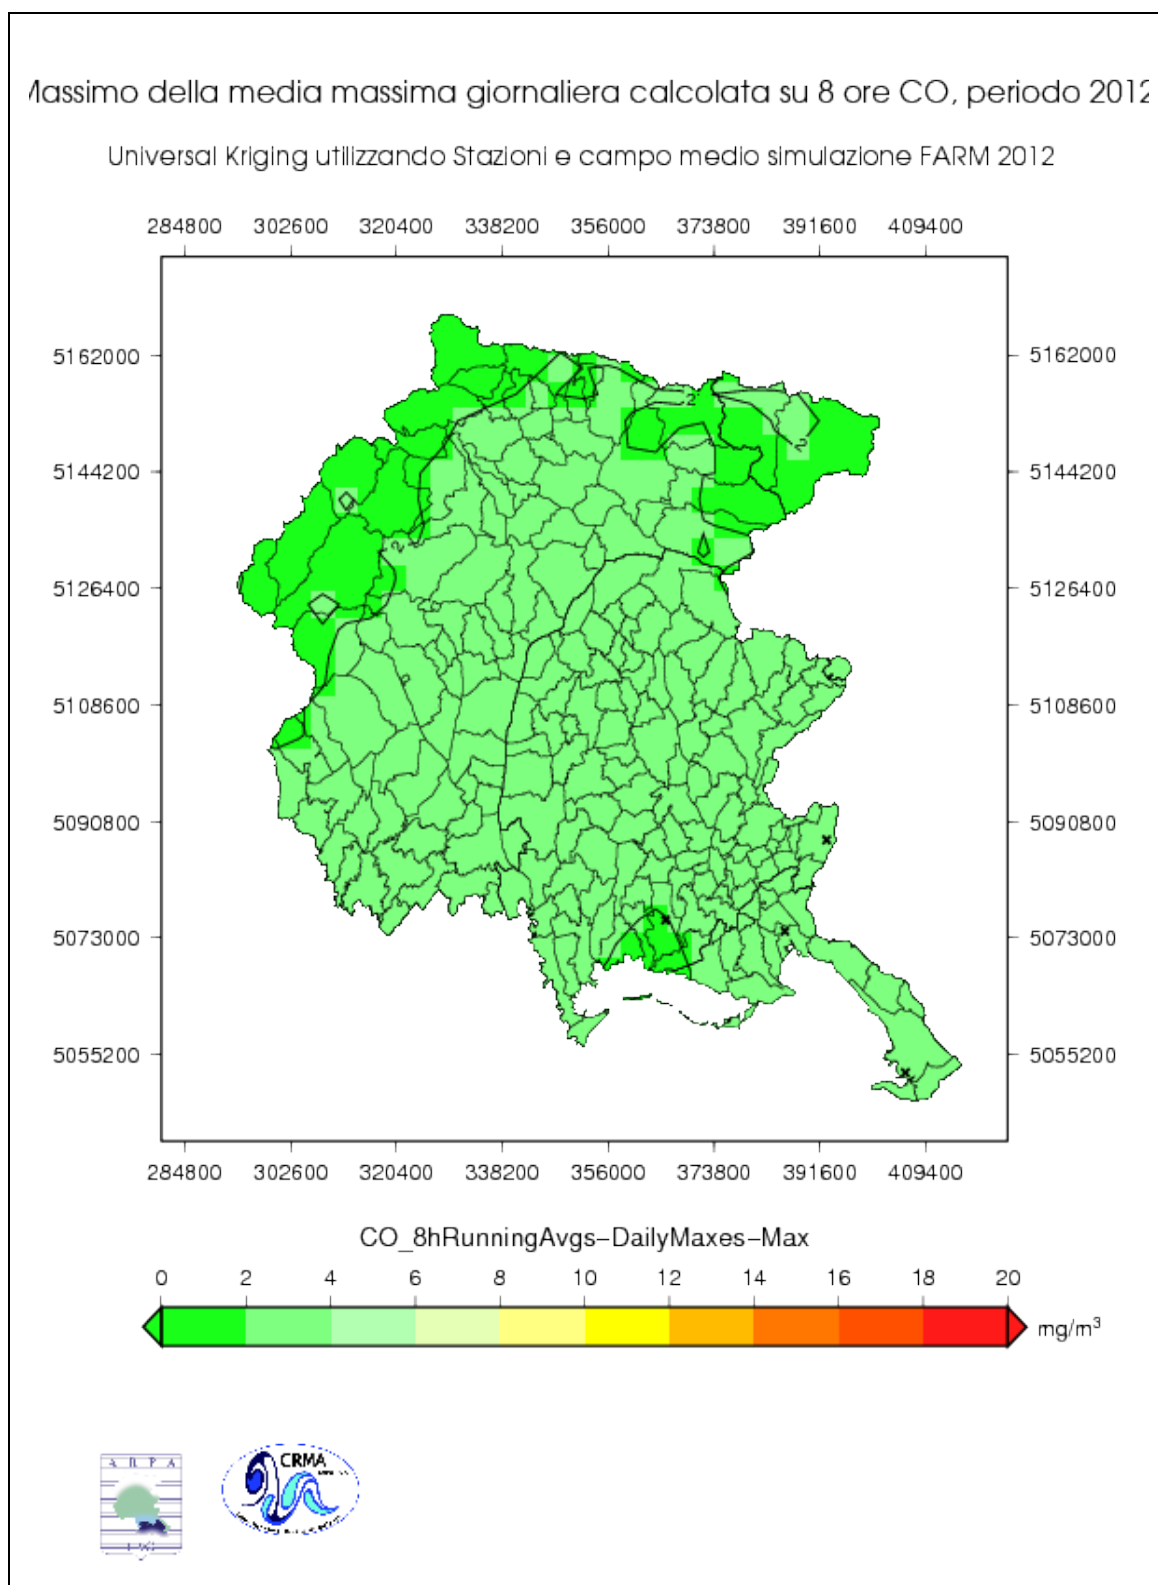 Massimo della media massima giornaliera calcolata su 8 ore CO, periodo 2012
Universal Kriging utilizzando Stazioni e campo medio simulazione FARM 2012
284800 302600 320400 338200 356000 373800 391600 409400
5162000 5162000
5144200 5144200
5126400 5126400
5108600 5108600
5090800 5090800
5073000 5073000
5055200 5055200
2
2
2
284800 302600 320400 338200 356000 373800 391600 409400
CO_8hRunningAvgs-DailyMaxes-Max
0 2 4 6 8 10 12 14 16 18 20
mg/m³
A R P A
CRMA